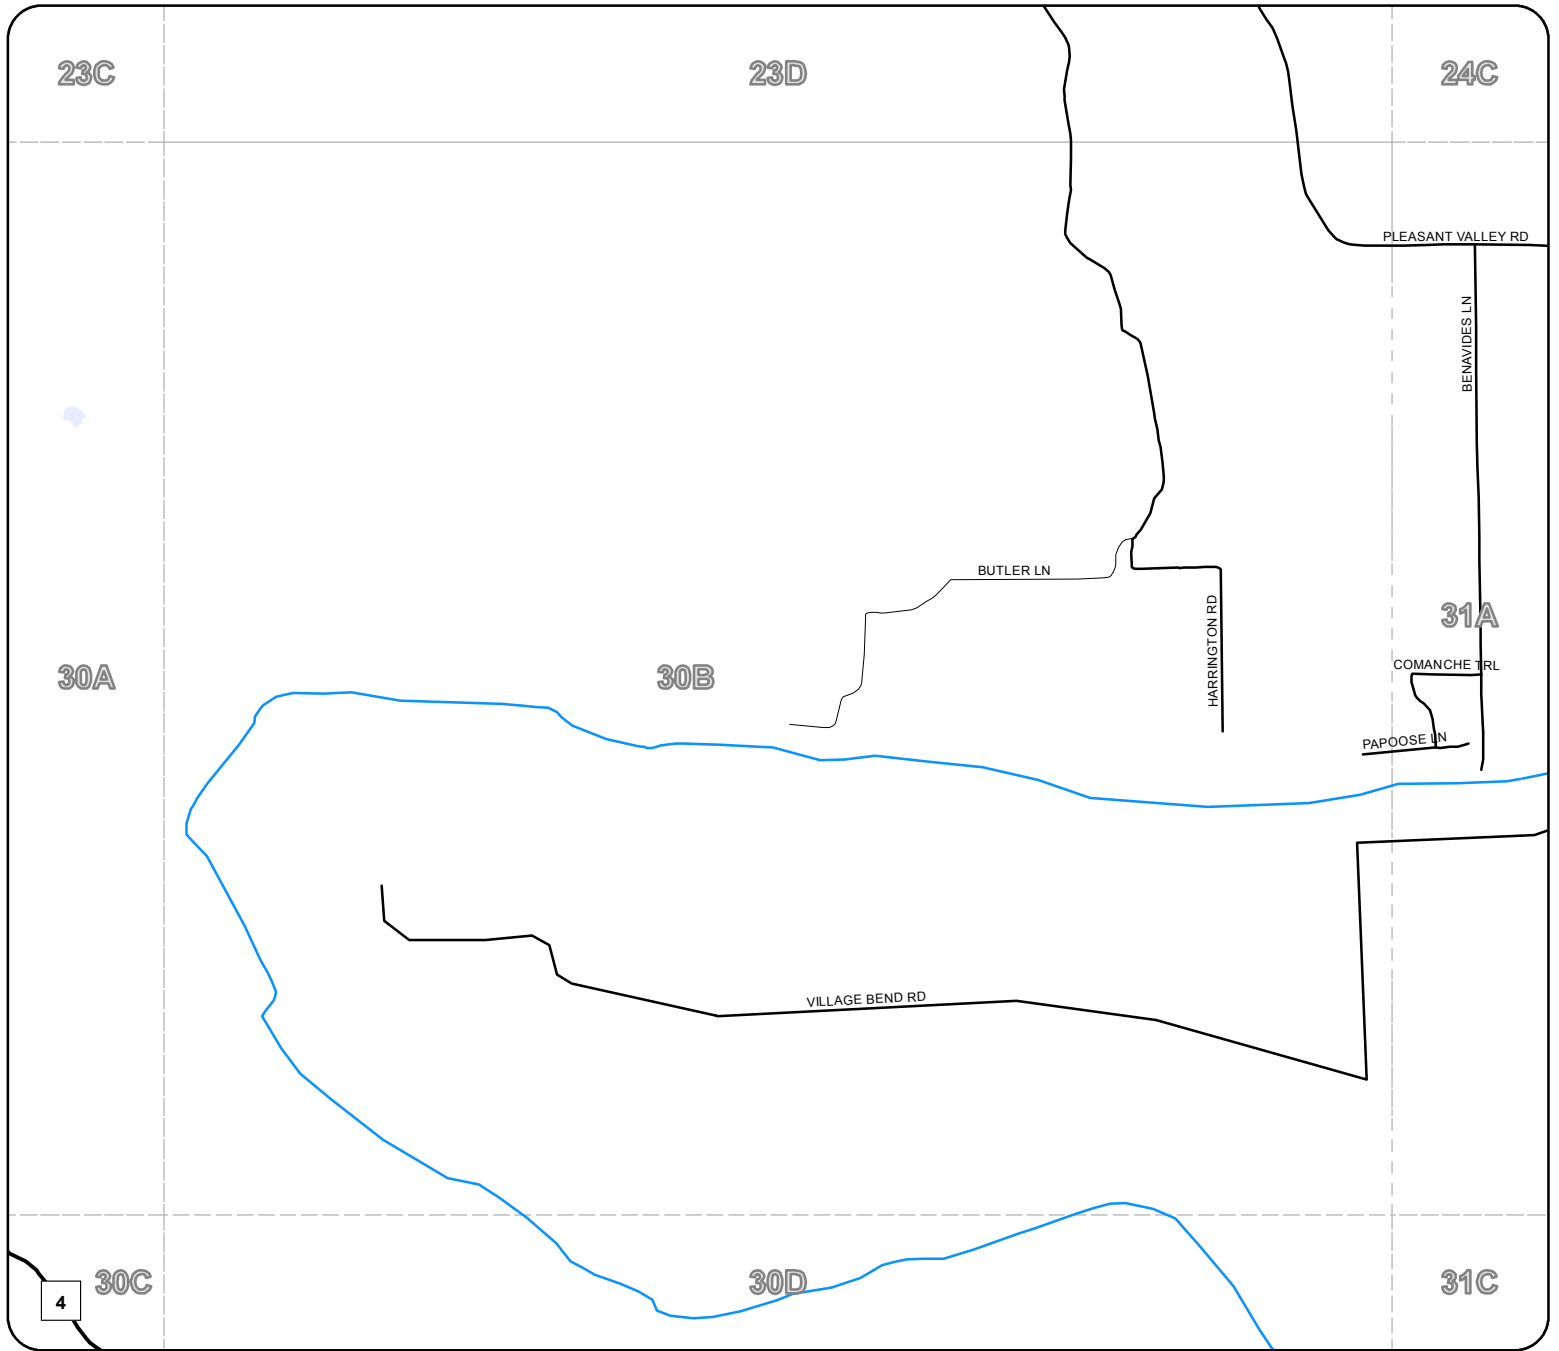 23C
23D
24C
PLEASANT VALLEY RD
BENAVIDES LN
BUTLER LN
HARRINGTON RD
31A
COMANCHE TRL
30A
30B
PAPOOSE LN
VILLAGE BEND RD
30C
30D
31C
4